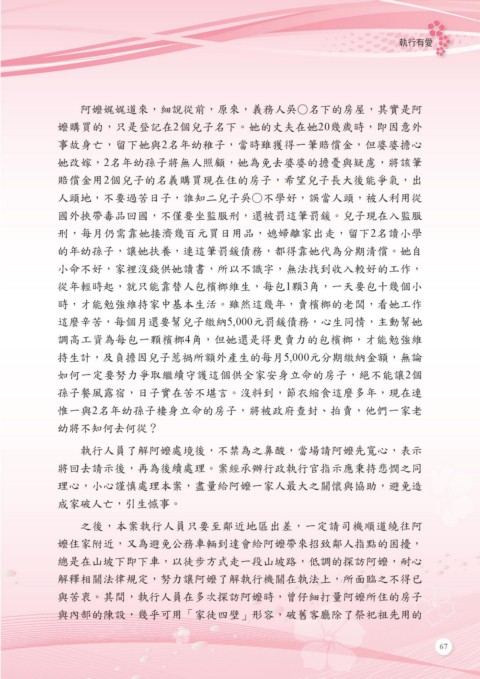 執行有愛
阿嬤娓娓道來，細說從前，原來，義務人吳○名下的房屋，其實是阿
嬤購買的，只是登記在2個兒子名下。她的丈夫在她20幾歲時，即因意外
事故身亡，留下她與2名年幼稚子，當時雖獲得一筆賠償金，但婆婆擔心
她改嫁，2名年幼孫子將無人照顧，她為免去婆婆的擔憂與疑慮，將該筆
賠償金用2個兒子的名義購買現在住的房子，希望兒子長大後能爭氣，出
人頭地，不要過苦日子，誰知二兒子吳○不學好，誤當人頭，被人利用從
國外挾帶毒品回國，不僅要坐監服刑，還被罰這筆罰鍰。兒子現在入監服
刑，每月仍需靠她接濟幾百元買日用品，媳婦離家出走，留下2名讀小學
的年幼孫子，讓她扶養，連這筆罰鍰債務，都得靠她代為分期清償。她自
小命不好，家裡沒錢供她讀書，所以不識字，無法找到收入較好的工作，
從年輕時起，就只能靠替人包檳榔維生，每包1顆3角，一天要包十幾個小
時，才能勉強維持家中基本生活。雖然這幾年，賣檳榔的老闆，看她工作
這麼辛苦，每個月還要幫兒子繳納5,000元罰鍰債務，心生同情，主動幫她
調高工資為每包一顆檳榔4角，但她還是得更賣力的包檳榔，才能勉強維
持生計，及負擔因兒子惹禍所額外產生的每月5,000元分期繳納金額，無論
如何一定要努力爭取繼續守護這個供全家安身立命的房子，絕不能讓2個
孫子餐風露宿，日子實在苦不堪言。沒料到，節衣縮食這麼多年，現在連
惟一與2名年幼孫子棲身立命的房子，將被政府查封、拍賣，他們一家老
幼將不知何去何從？
執行人員了解阿嬤處境後，不禁為之鼻酸，當場請阿嬤先寬心，表示
將回去請示後，再為後續處理。案經承辦行政執行官指示應秉持悲憫之同
理心，小心謹慎處理本案，盡量給阿嬤一家人最大之關懷與協助，避免造
成家破人亡，引生憾事。
之後，本案執行人員只要至鄰近地區出差，一定請司機順道繞往阿
嬤住家附近，又為避免公務車輛到達會給阿嬤帶來招致鄰人指點的困擾，
總是在山坡下即下車，以徒步方式走一段山坡路，低調的探訪阿嬤，耐心
解釋相關法律規定，努力讓阿嬤了解執行機關在執法上，所面臨之不得已
與苦衷。其間，執行人員在多次探訪阿嬤時，曾仔細打量阿嬤所住的房子
與內部的陳設，幾乎可用「家徒四壁」形容，破舊客廳除了祭祀祖先用的
67